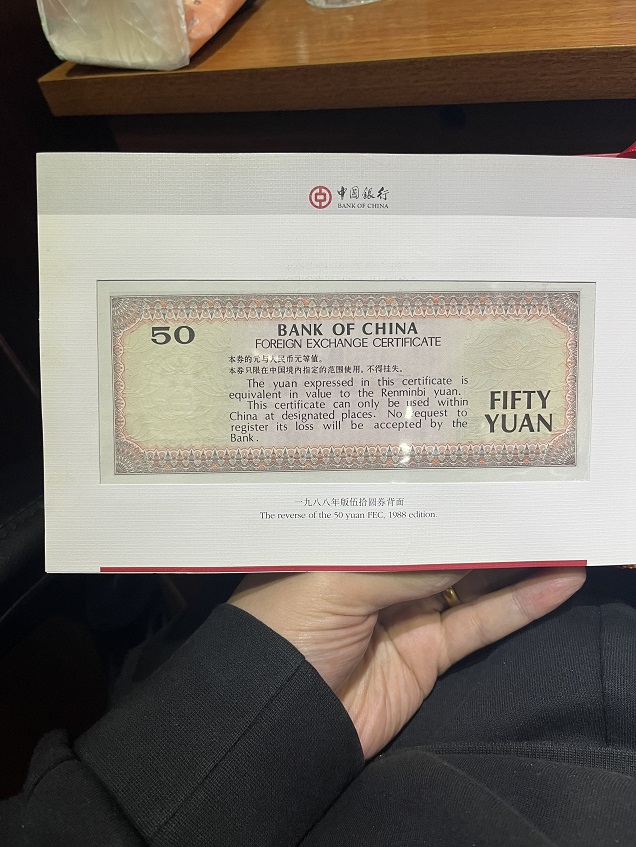 中國銀行
BANK OF CHINA
50
BANK OF CHINA
FOREIGN EXCHANGE CERTIFICATE
本券的元与人民币元等值。
本券只限在中国境内指定的范围使用，不得挂失。
The yuan expressed in this certificate is
equivalent in value to the Renminbi yuan.
This certificate can only be used within
China at designated places. No request to
register its loss will be accepted by the
Bank.
FIFTY
YUAN
一九八八年版伍拾圆券背面
The reverse of the 50 yuan FEC, 1988 edition.